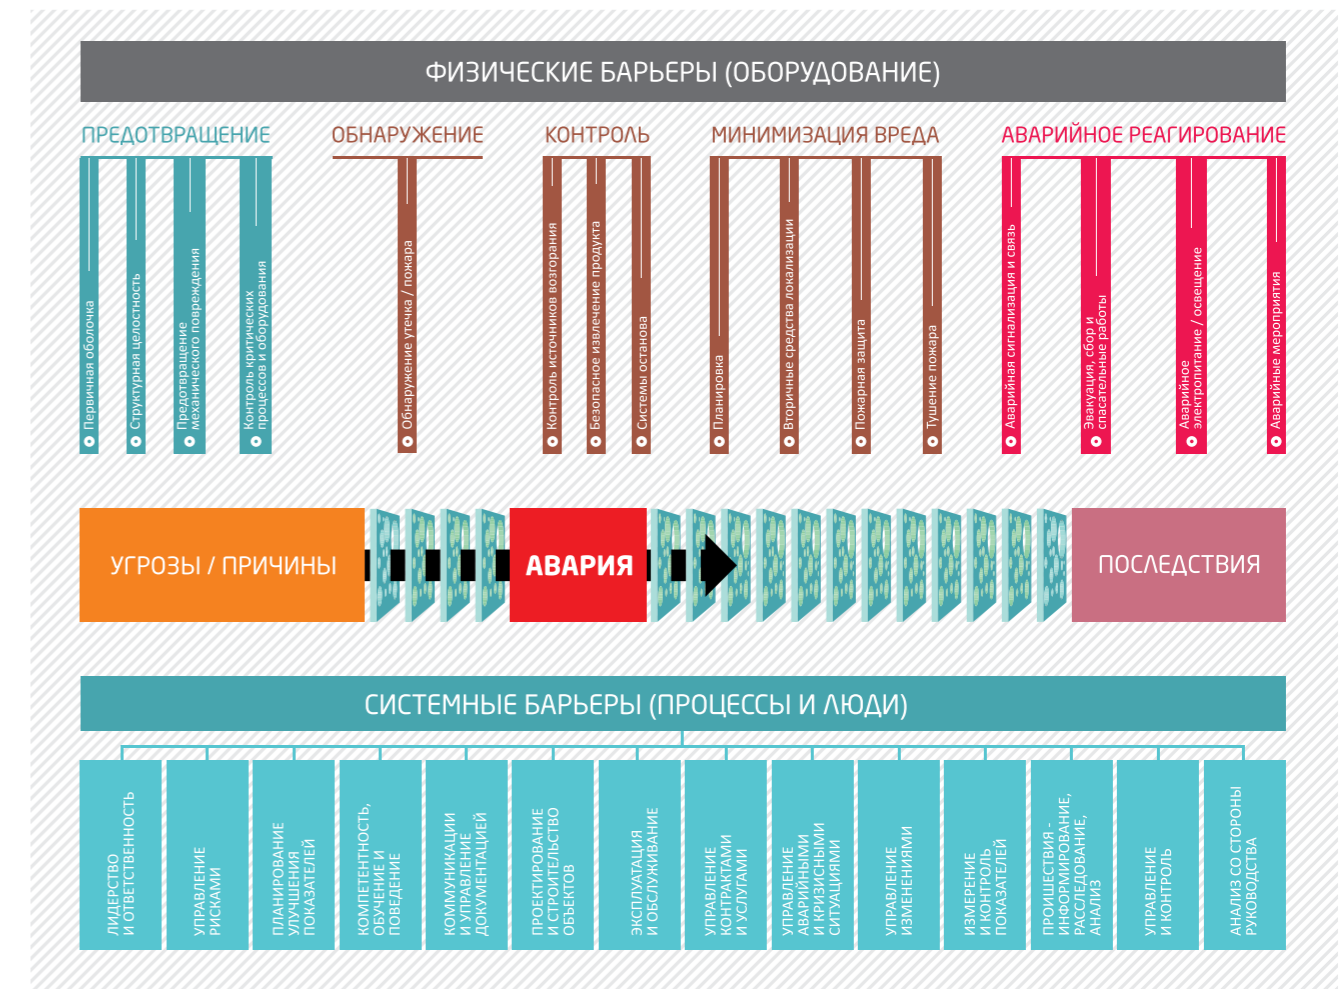 ФИЗИЧЕСКИЕ БАРЬЕРЫ (ОБОРУДОВАНИЕ)
ПРЕДОТВРАЩЕНИЕ
ОБНАРУЖЕНИЕ
КОНТРОЛЬ
МИНИМИЗАЦИЯ ВРЕДА
АВАРИЙНОЕ РЕАГИРОВАНИЕ
Первичная оболочка
Структурная целостность
Предотвращение
механического повреждения
Контроль критических
процессов и оборудования
Обнаружение утечка / пожара
Контроль источников возгорания
Безопасное извлечение продукта
Системы останова
Планировка
Вторичные средства локализации
Пожарная защита
Тушение пожара
Аварийная сигнализация и связь
Эвакуация, сбор и
спасательные работы
Аварийное
электропитание / освещение
Аварийные мероприятия
УГРОЗЫ / ПРИЧИНЫ
АВАРИЯ
ПОСЛЕДСТВИЯ
СИСТЕМНЫЕ БАРЬЕРЫ (ПРОЦЕССЫ И ЛЮДИ)
ЛИДЕРСТВО
И ОТВЕТСТВЕННОСТЬ
УПРАВЛЕНИЕ
РИСКАМИ
ПЛАНИРОВАНИЕ
УЛУЧШЕНИЯ
ПОКАЗАТЕЛЕЙ
КОМПЕТЕНТНОСТЬ,
ОБУЧЕНИЕ И
ПОВЕДЕНИЕ
КОММУНИКАЦИИ
И УПРАВЛЕНИЕ
ДОКУМЕНТАЦИЕЙ
ПРОЕКТИРОВАНИЕ
И СТРОИТЕЛЬСТВО
ОБЪЕКТОВ
ЭКСПЛУАТАЦИЯ
И ОБСЛУЖИВАНИЕ
УПРАВЛЕНИЕ
КОНТРАКТАМИ
И УСЛУГАМИ
УПРАВЛЕНИЕ
АВАРИЙНЫМИ
И КРИЗИСНЫМИ
СИТУАЦИЯМИ
УПРАВЛЕНИЕ
ИЗМЕНЕНИЯМИ
ИЗМЕРЕНИЕ
И КОНТРОЛЬ
ПОКАЗАТЕЛЕЙ
ПРОИШЕСТВИЯ -
ИНФОРМИРОВАНИЕ,
РАССЛЕДОВАНИЕ,
АНАЛИЗ
УПРАВЛЕНИЕ
И КОНТРОЛЬ
АНАЛИЗ СО СТОРОНЫ
РУКОВОДСТВА